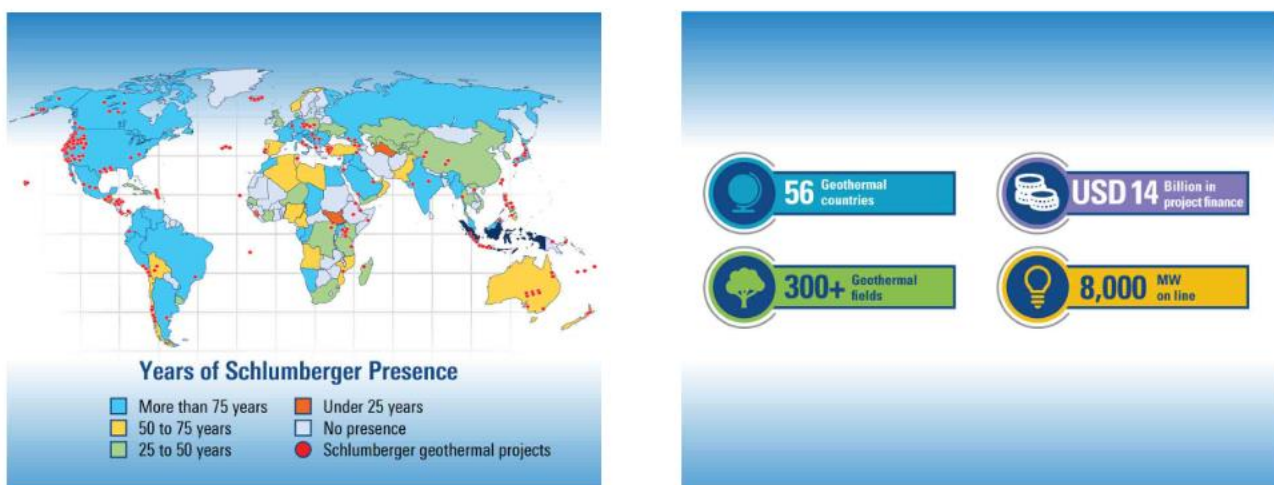 Years of Schlumberger Presence
More than 75 years
50 to 75 years
25 to 50 years
Under 25 years
No presence
Schlumberger geothermal projects
56 Geothermal
countries
USD 14 Billion in
project finance
300+ Geothermal
fields
8,000 MW
on line